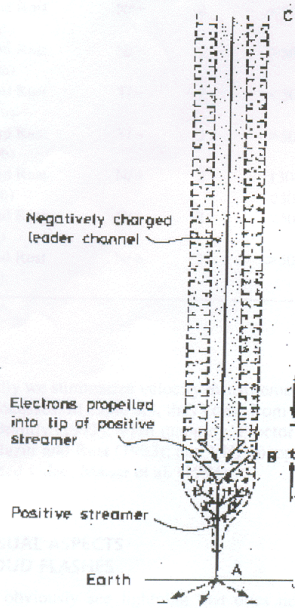 C
Negatively charged
leader channel
Electrons propelled
into tip of positive
streamer
B
Positive streamer
A
Earth